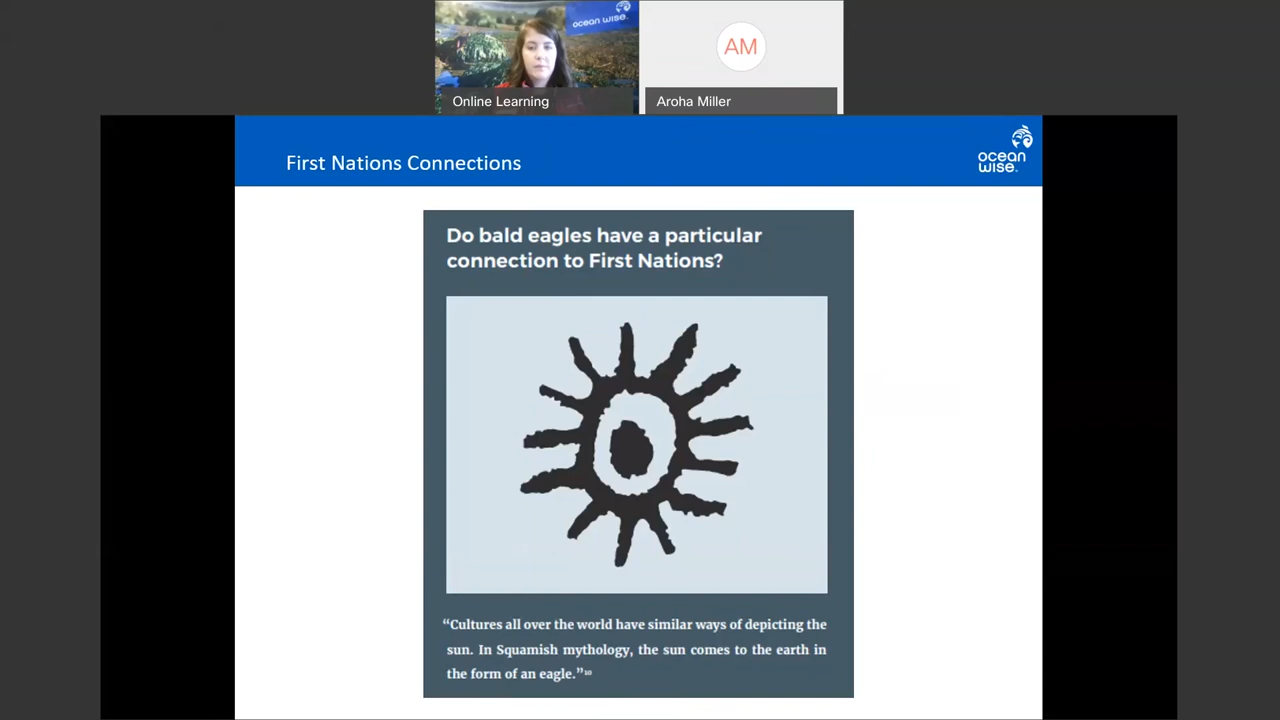 ocean wise.
AM
Online Learning
Aroha Miller
First Nations Connections
ocean
wise.
Do bald eagles have a particular
connection to First Nations?
“Cultures all over the world have similar ways of depicting the
sun. In Squamish mythology, the sun comes to the earth in
the form of an eagle.”¹⁰